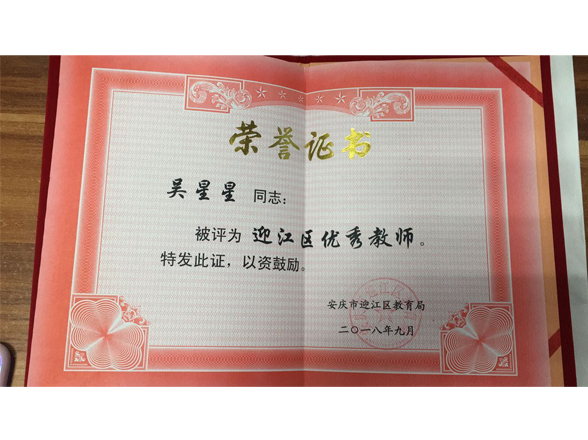 荣誉证书
吴星星 同志：
被评为 迎江区优秀教师。
特发此证，以资鼓励。
安庆市迎江区教育局
二〇一八年九月